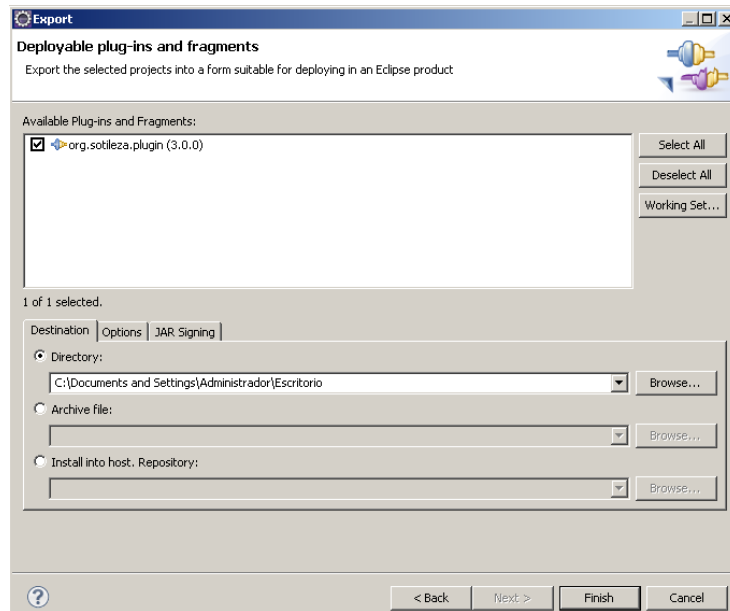 Export
Deployable plug-ins and fragments
Export the selected projects into a form suitable for deploying in an Eclipse product
Available Plug-ins and Fragments:
org.sotileza.plugin (3.0.0)
Select All
Deselect All
Working Set...
1 of 1 selected.
Destination Options JAR Signing
Directory:
C:\Documents and Settings\Administrador\Escritorio Browse...
Archive file:
Browse...
Install into host. Repository:
Browse...
? < Back Next > Finish Cancel